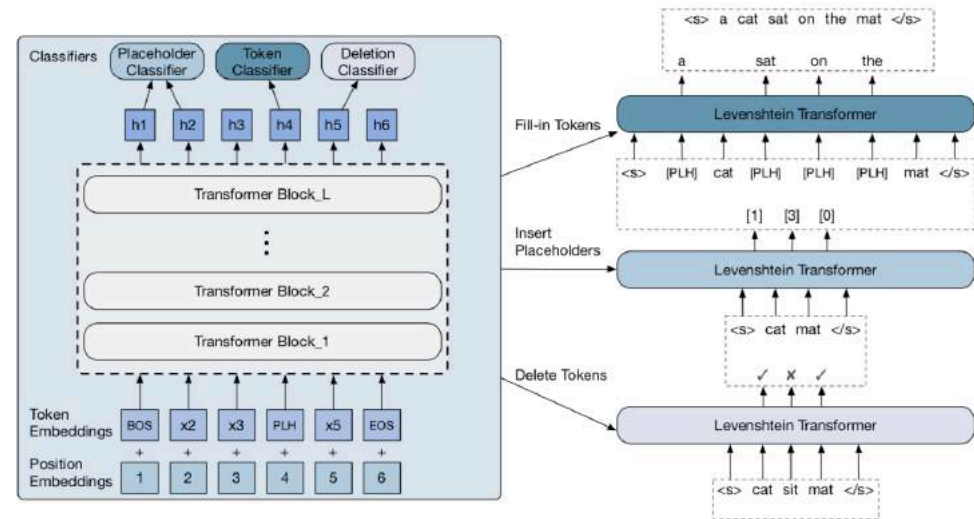 Classifiers
Placeholder
Classifier
Token
Classifier
Deletion
Classifier
h1 h2 h3 h4 h5 h6
Transformer Block_L
Transformer Block_2
Transformer Block_1
Token
Embeddings
BOS x2 x3 PLH x5 EOS
+ + + + + +
Position
Embeddings
1 2 3 4 5 6
Fill-in Tokens
Insert
Placeholders
Delete Tokens
<s> a cat sat on the mat </s>
a sat on the
Levenshtein Transformer
<s> [PLH] cat [PLH] [PLH] [PLH] mat </s>
[1] [3] [0]
Levenshtein Transformer
<s> cat mat </s>
✓ ✗ ✓
Levenshtein Transformer
<s> cat sit mat </s>